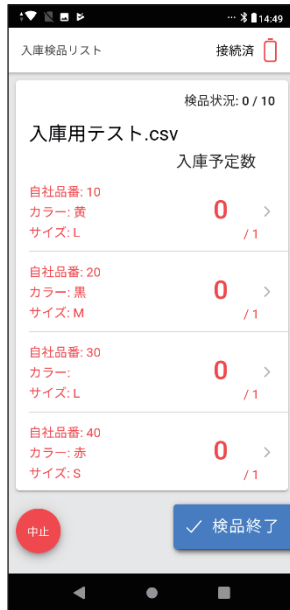 14:49
入庫検品リスト
接続済
検品状況: 0 / 10
入庫用テスト.csv
入庫予定数
自社品番: 10
カラー: 黄
サイズ: L
0
/ 1
自社品番: 20
カラー: 黒
サイズ: M
0
/ 1
自社品番: 30
カラー:
サイズ: L
0
/ 1
自社品番: 40
カラー: 赤
サイズ: S
0
/ 1
中止
検品終了